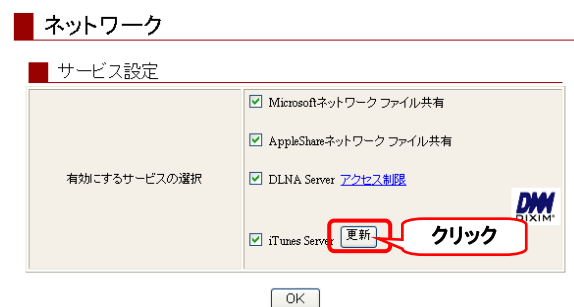 ネットワーク
サービス設定
Microsoftネットワーク ファイル共有
AppleShareネットワーク ファイル共有
有効にするサービスの選択
DLNA Server アクセス制限
DiXiM
iTunes Server 更新 クリック
OK